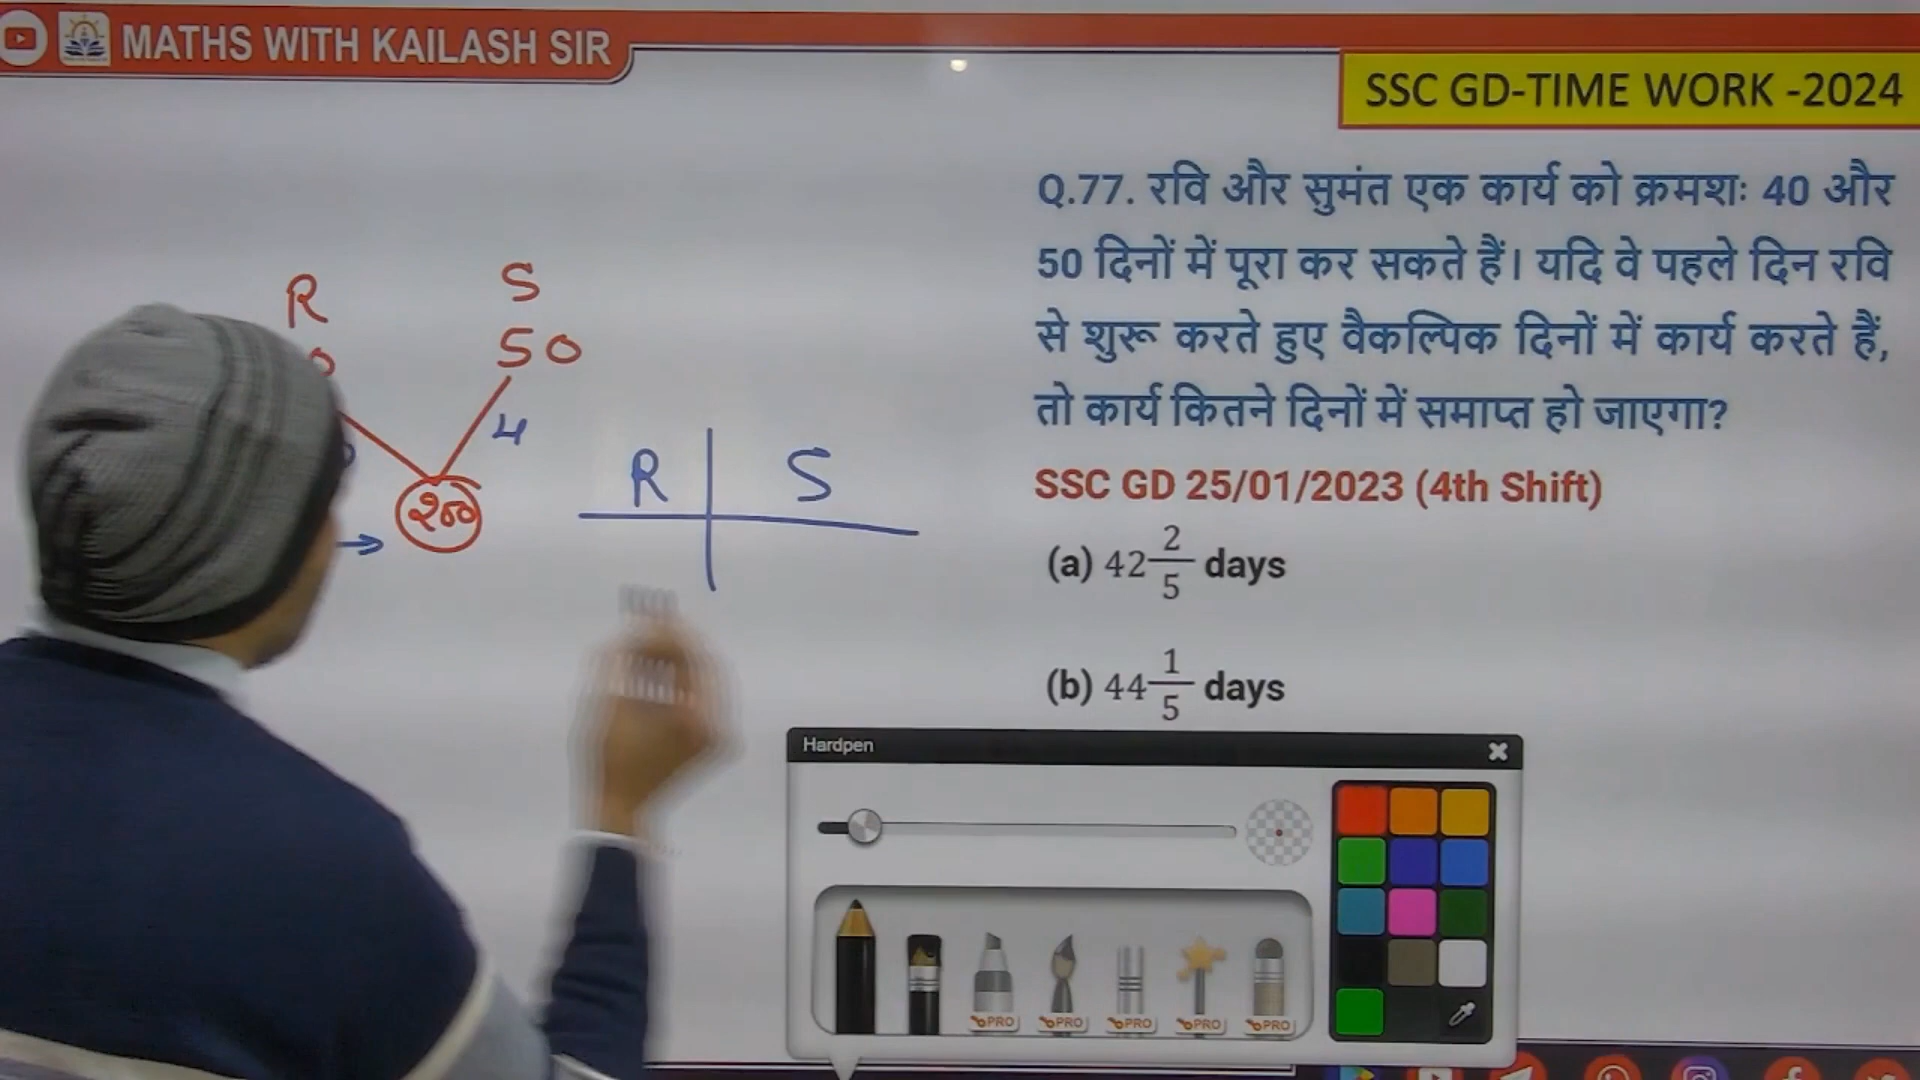 MATHS WITH KAILASH SIR
SSC GD-TIME WORK -2024
Q.77. रवि और सुमंत एक कार्य को क्रमशः 40 और
50 दिनों में पूरा कर सकते हैं। यदि वे पहले दिन रवि
से शुरू करते हुए वैकल्पिक दिनों में कार्य करते हैं,
तो कार्य कितने दिनों में समाप्त हो जाएगा?
SSC GD 25/01/2023 (4th Shift)
(a) 42 2/5 days
(b) 44 1/5 days
R S
50
4
200
R S
Hardpen
PRO PRO PRO PRO PRO